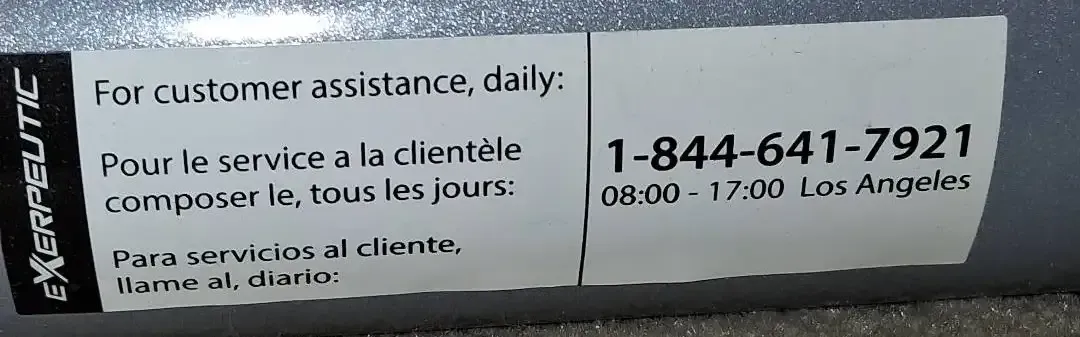 EXERPEUTIC
For customer assistance, daily:
Pour le service a la clientèle
composer le, tous les jours:
Para servicios al cliente,
llame al, diario:
1-844-641-7921
08:00 - 17:00 Los Angeles